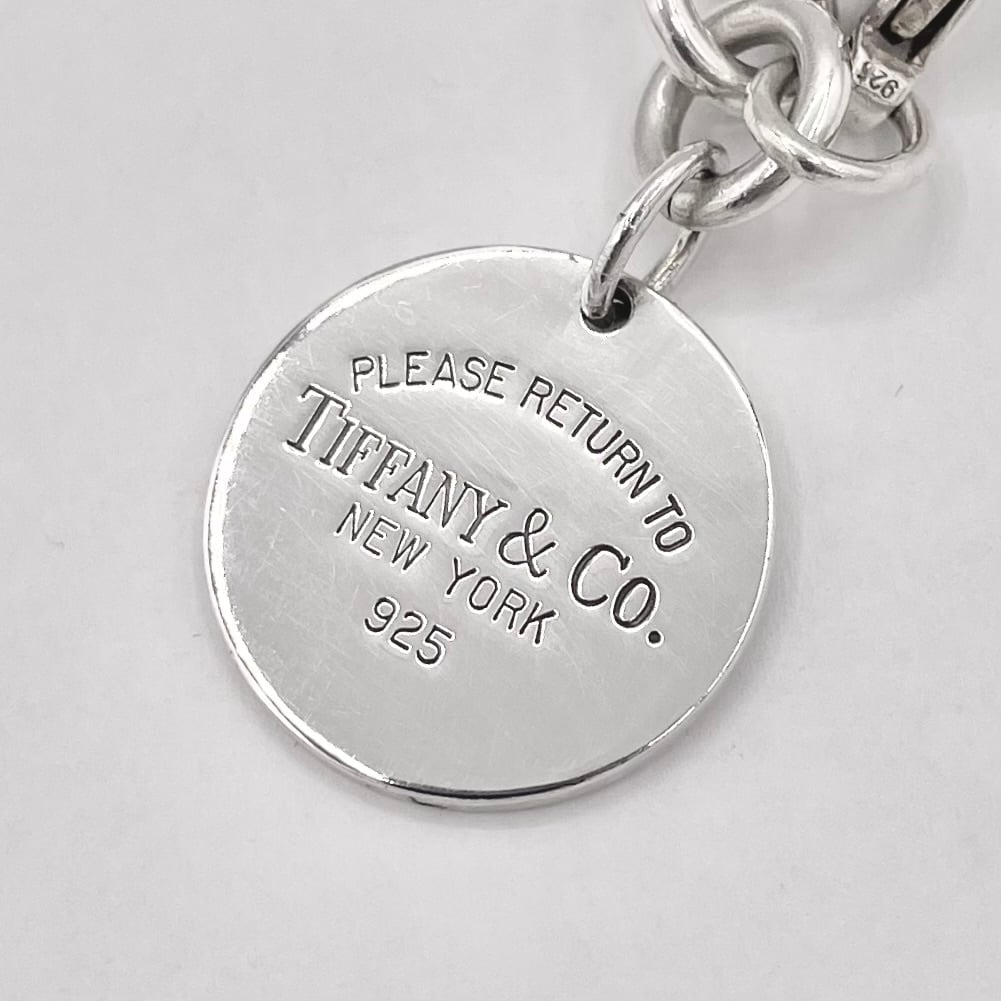 PLEASE RETURN TO
TIFFANY & CO.
NEW YORK
925
925